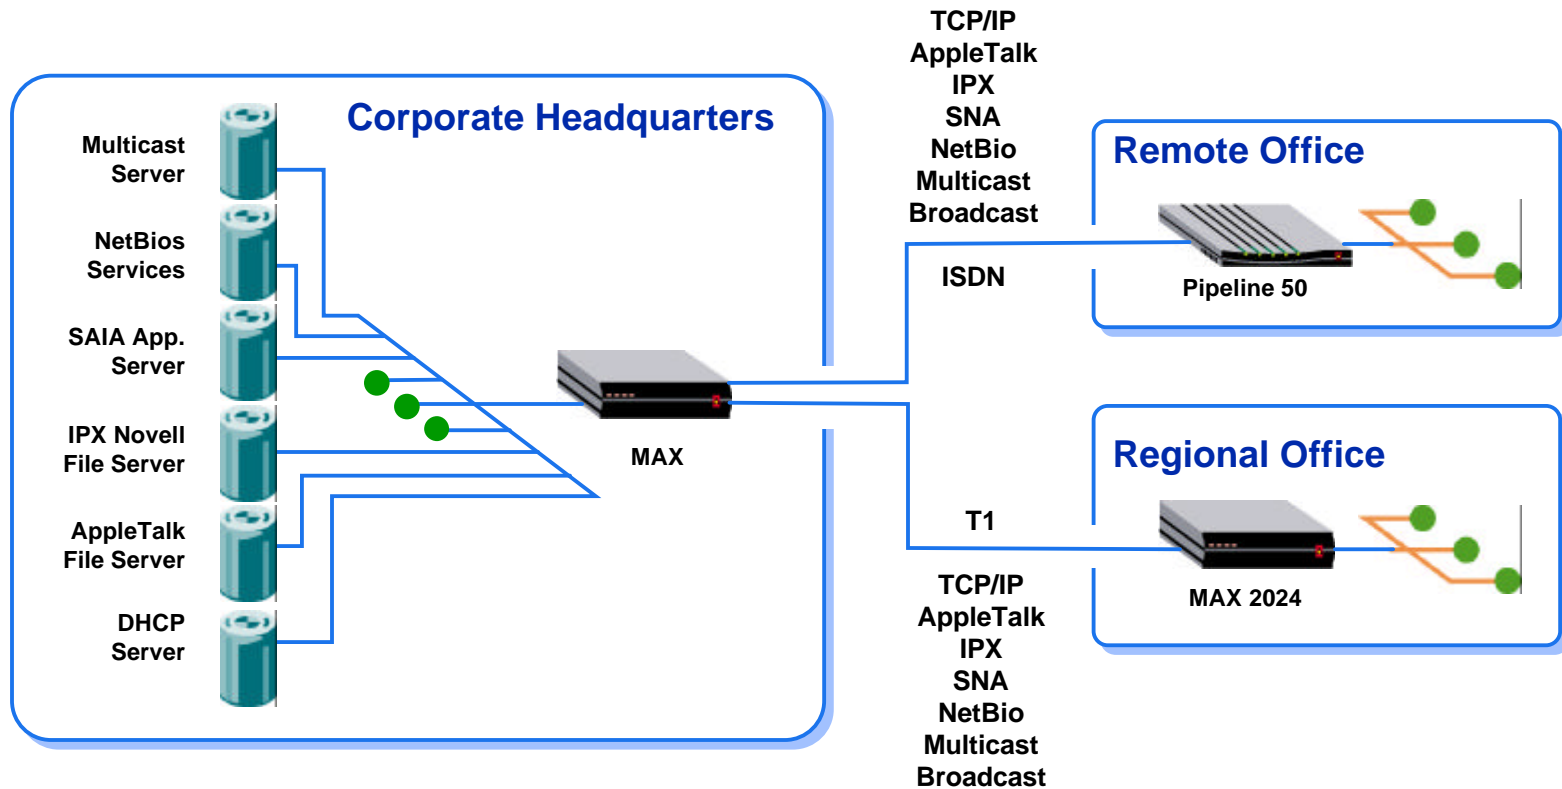 TCP/IP
AppleTalk
IPX
SNA
NetBio
Multicast
Broadcast
Corporate Headquarters
Multicast
Server
NetBios
Services
SAIA App.
Server
IPX Novell
File Server
AppleTalk
File Server
DHCP
Server
MAX
ISDN
Remote Office
Pipeline 50
Regional Office
T1
MAX 2024
TCP/IP
AppleTalk
IPX
SNA
NetBio
Multicast
Broadcast